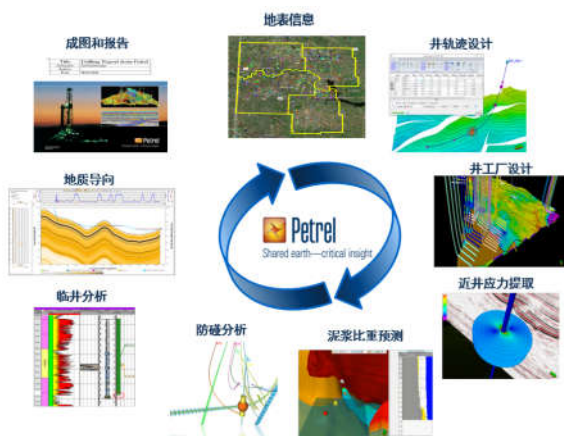 地表信息
成图和报告
井轨迹设计
Petrel
地质导向
井工厂设计
Petrel
Shared earth—critical insight
临井分析
近井应力提取
防碰分析
泥浆比重预测